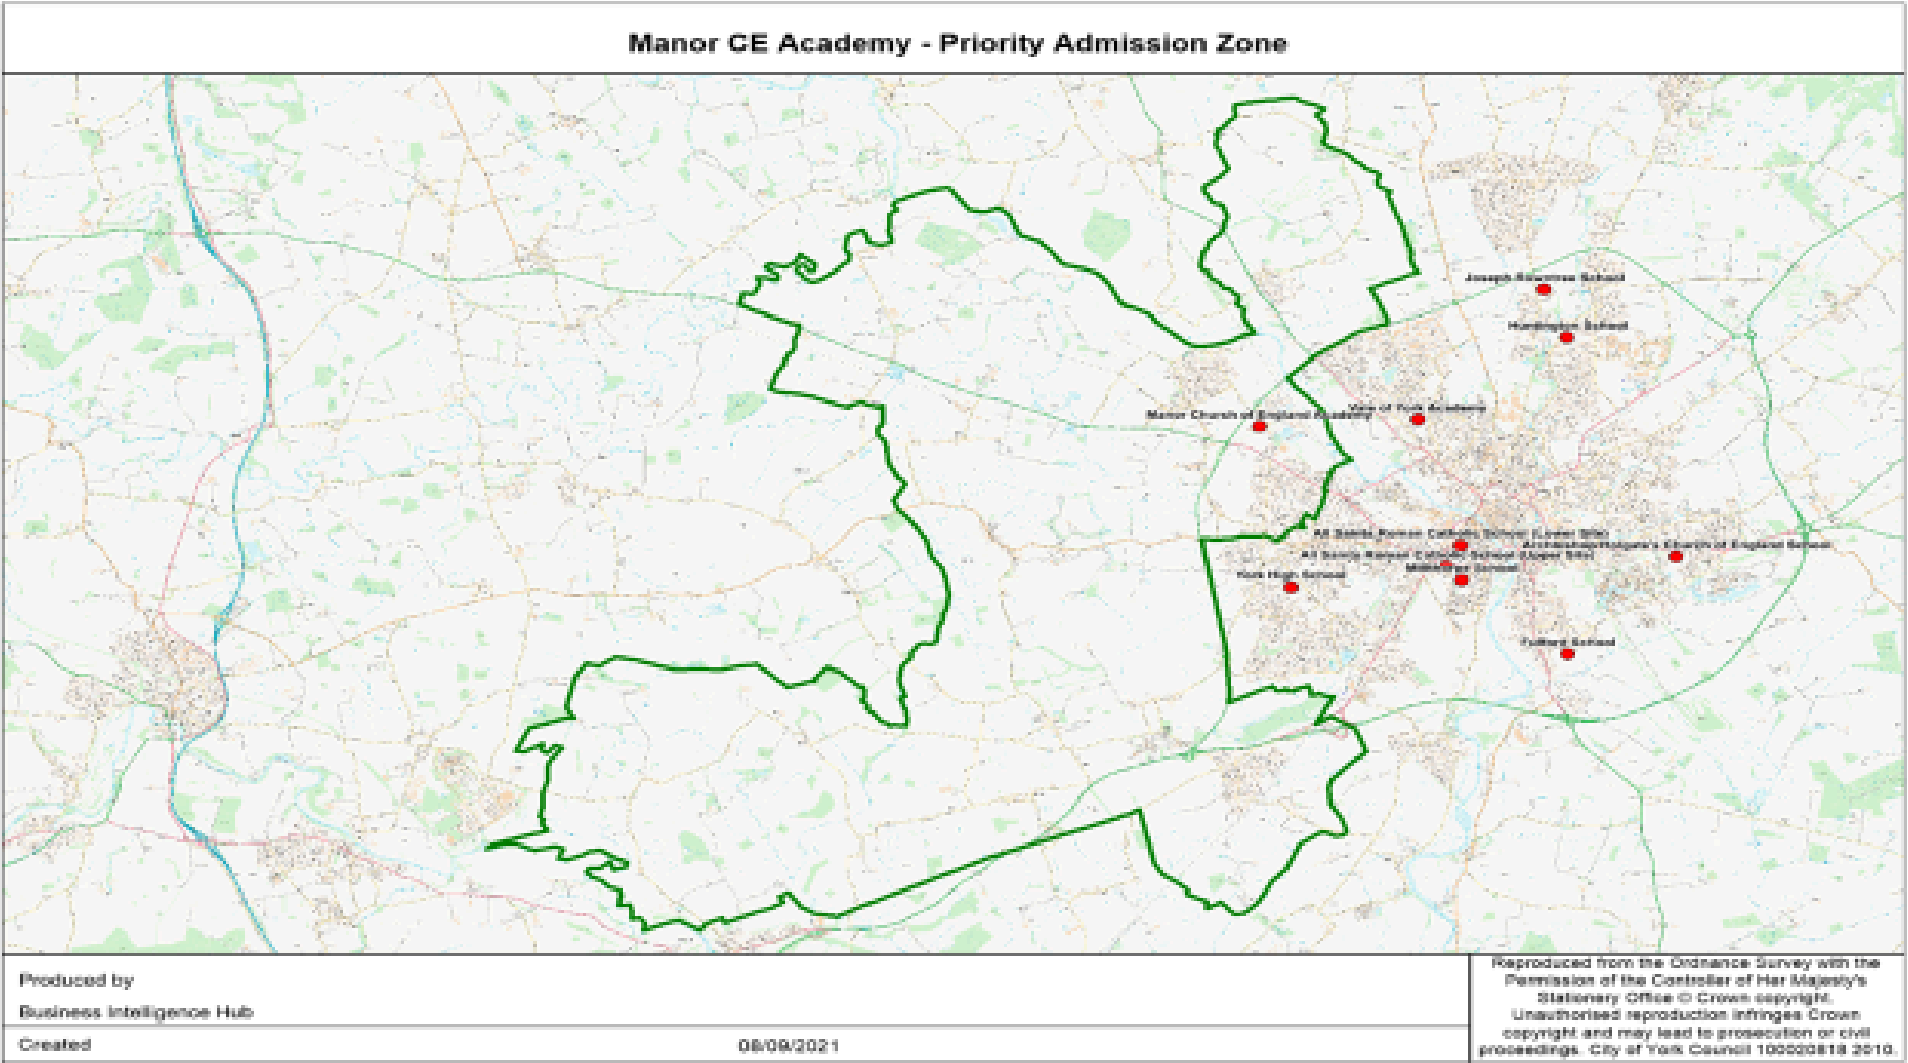 Manor CE Academy - Priority Admission Zone
Joseph Rowntree School
Huntington School
Manor Church of England Academy
Vale of York Academy
All Saints Roman Catholic School (Lower Site)
Archbishop Holgate's Church of England School
All Saints Roman Catholic School (Upper Site)
Millthorpe School
York High School
Fulford School
Produced by
Business Intelligence Hub
Created
08/09/2021
Reproduced from the Ordnance Survey with the
Permission of the Controller of Her Majesty's
Stationery Office © Crown copyright.
Unauthorised reproduction infringes Crown
copyright and may lead to prosecution or civil
proceedings. City of York Council 100020818 2010.